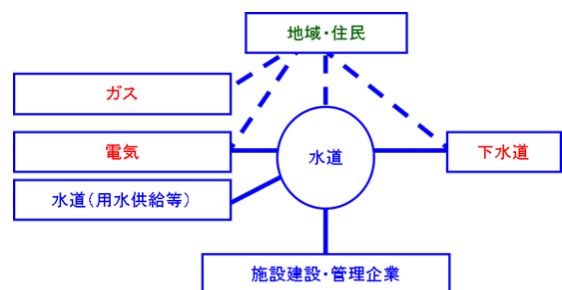 地域・住民
ガス
電気
水道
下水道
水道（用水供給等）
施設建設・管理企業